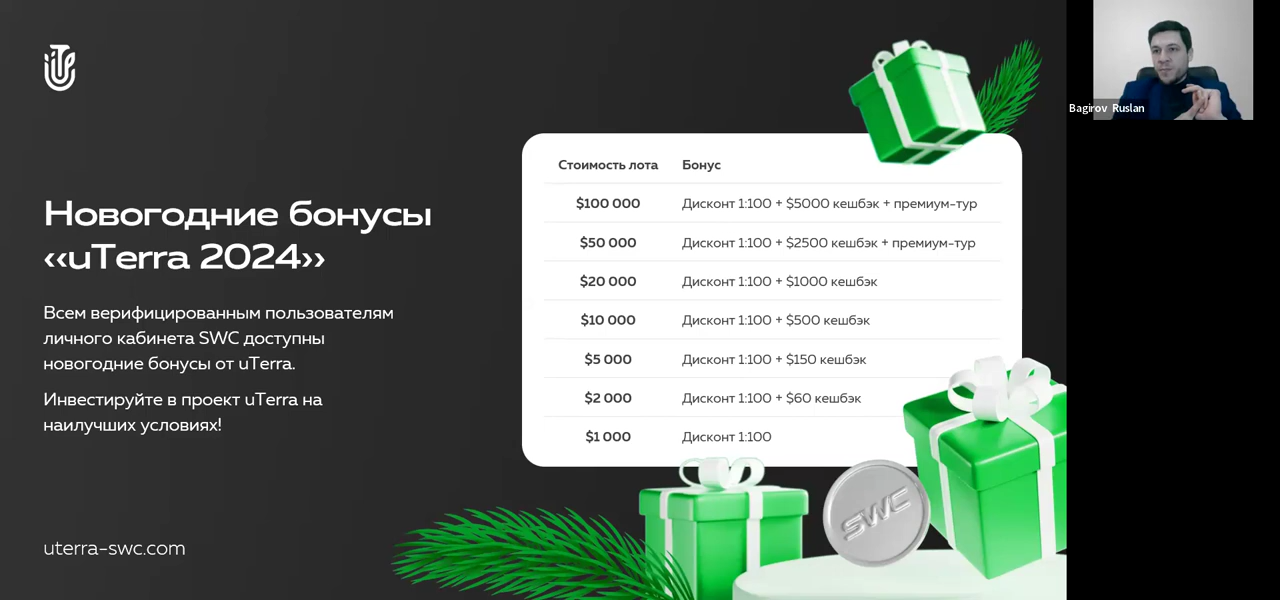 Новогодние бонусы
‹‹uTerra 2024››
Всем верифицированным пользователям
личного кабинета SWC доступны
новогодние бонусы от uTerra.
Инвестируйте в проект uTerra на
наилучших условиях!
uterra-swc.com
Стоимость лота Бонус
$100 000 Дисконт 1:100 + $5000 кешбэк + премиум-тур
$50 000 Дисконт 1:100 + $2500 кешбэк + премиум-тур
$20 000 Дисконт 1:100 + $1000 кешбэк
$10 000 Дисконт 1:100 + $500 кешбэк
$5 000 Дисконт 1:100 + $150 кешбэк
$2 000 Дисконт 1:100 + $60 кешбэк
$1 000 Дисконт 1:100
SWC
Bagirov Ruslan